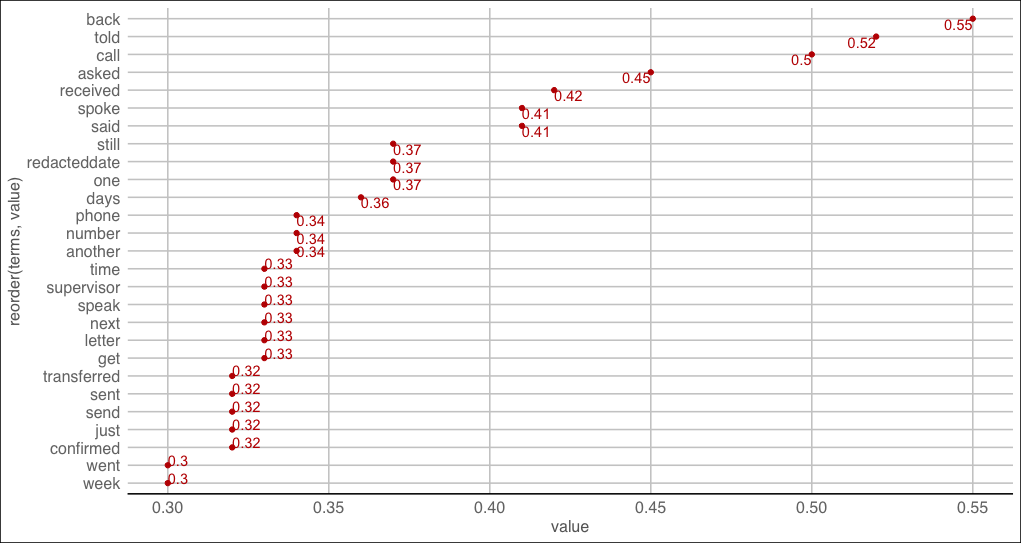 reorder(terms, value)
back 0.55
told 0.52
call 0.5
asked 0.45
received 0.42
spoke 0.41
said 0.41
still 0.37
redacteddate 0.37
one 0.37
days 0.36
phone 0.34
number 0.34
another 0.34
time 0.33
supervisor 0.33
speak 0.33
next 0.33
letter 0.33
get 0.33
transferred 0.32
sent 0.32
send 0.32
just 0.32
confirmed 0.32
went 0.3
week 0.3
0.30 0.35 0.40 0.45 0.50 0.55
value